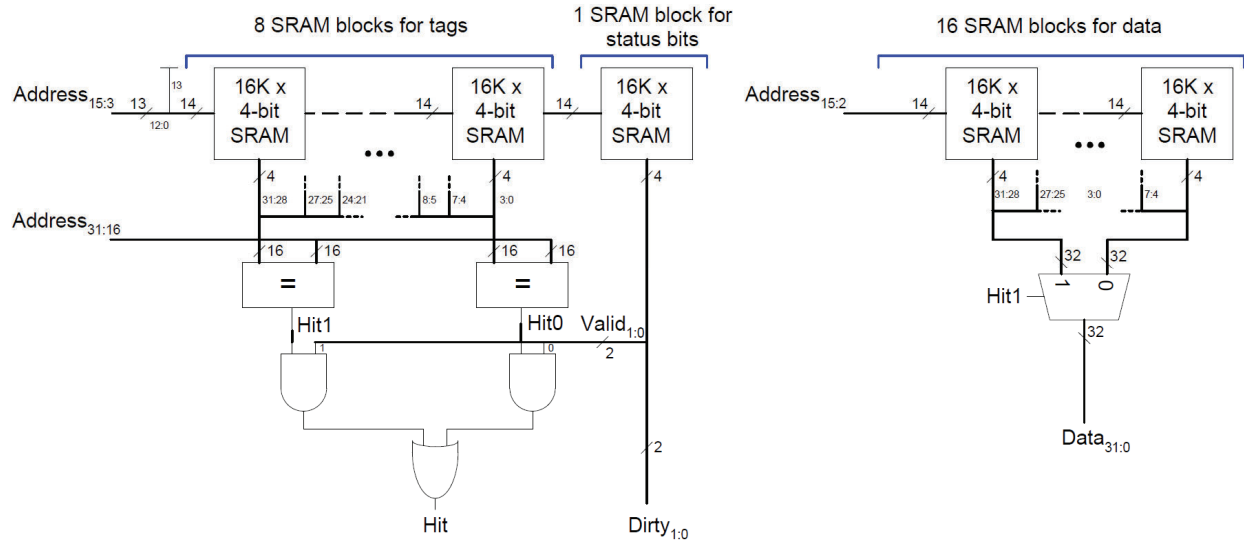 8 SRAM blocks for tags
1 SRAM block for
status bits
16 SRAM blocks for data
Address15:3
13
12:0
13
14
16K x
4-bit
SRAM
14
16K x
4-bit
SRAM
14
16K x
4-bit
SRAM
Address15:2
14
16K x
4-bit
SRAM
14
16K x
4-bit
SRAM
4
31:28
27:25
24:21
8:5
7:4
3:0
4
4
4
31:28
27:25
3:0
7:4
4
Address31:16
16
16
16
16
=
=
Hit1
Hit0
Valid1:0
2
1
0
32
32
1
0
Hit1
32
Data31:0
2
Hit
Dirty1:0